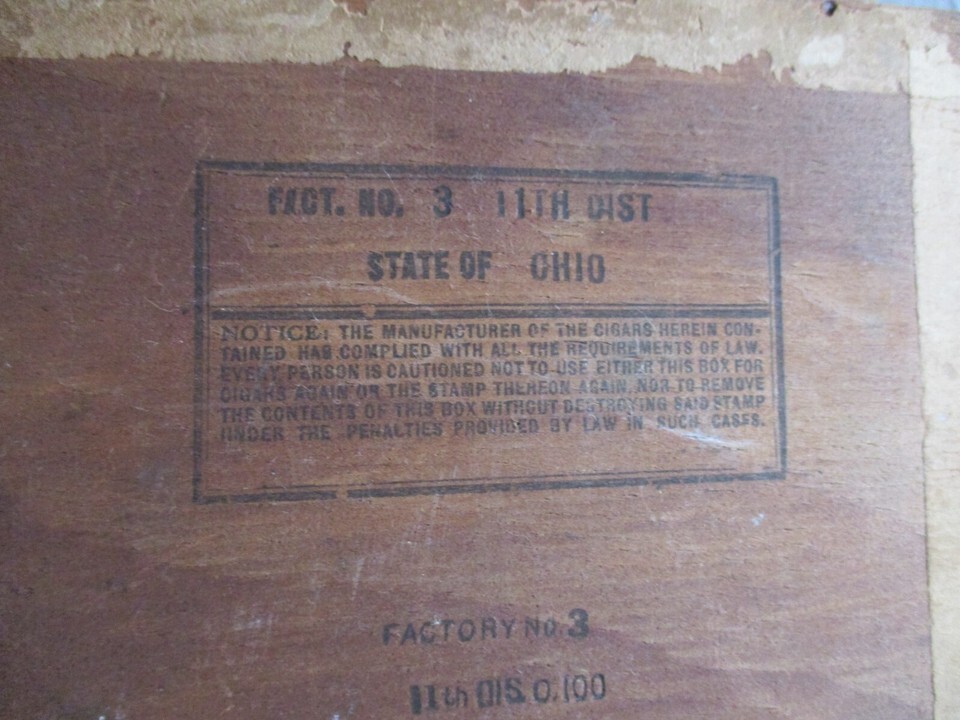 FACT. NO. 3 11TH DIST
STATE OF OHIO
NOTICE: THE MANUFACTURER OF THE CIGARS HEREIN CON-
TAINED HAS COMPLIED WITH ALL THE REQUIREMENTS OF LAW.
EVERY PERSON IS CAUTIONED NOT TO USE EITHER THIS BOX FOR
CIGARS AGAIN OR THE STAMP THEREON AGAIN, NOR TO REMOVE
THE CONTENTS OF THIS BOX WITHOUT DESTROYING SAID STAMP
UNDER THE PENALTIES PROVIDED BY LAW IN SUCH CASES.
FACTORY No. 3
11th DIS. O. 100